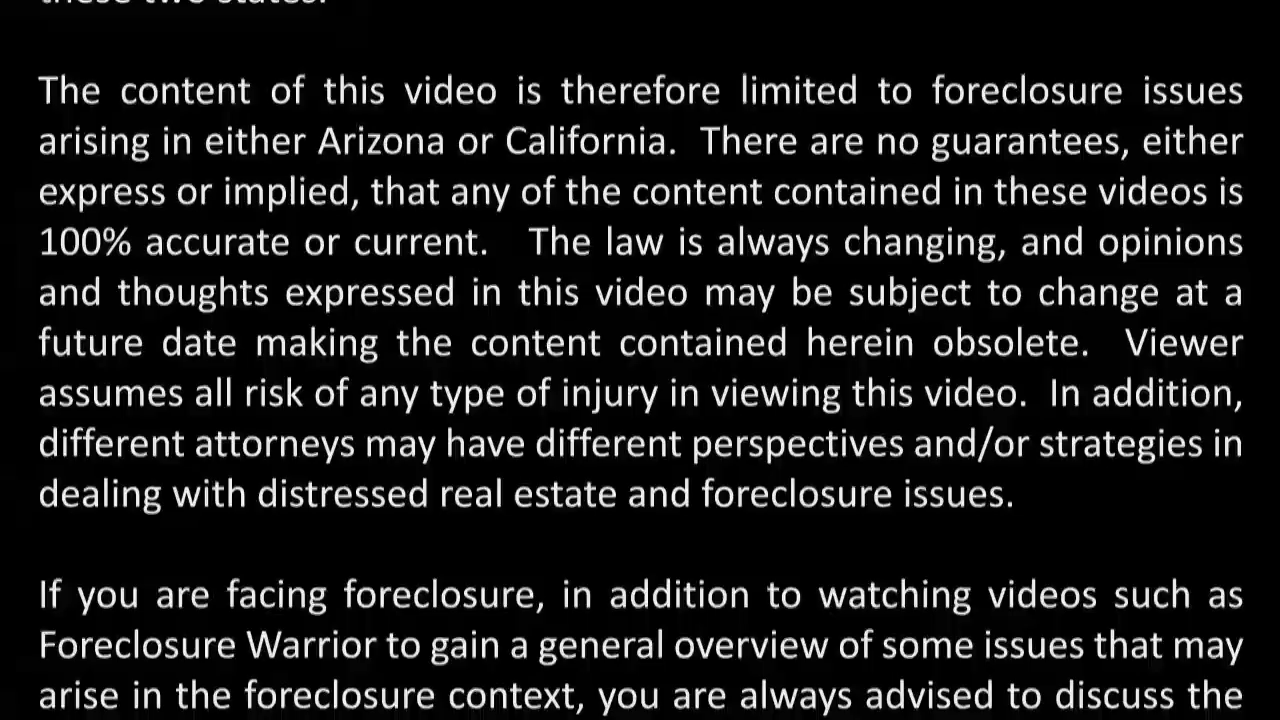 these two states.
The content of this video is therefore limited to foreclosure issues
arising in either Arizona or California. There are no guarantees, either
express or implied, that any of the content contained in these videos is
100% accurate or current. The law is always changing, and opinions
and thoughts expressed in this video may be subject to change at a
future date making the content contained herein obsolete. Viewer
assumes all risk of any type of injury in viewing this video. In addition,
different attorneys may have different perspectives and/or strategies in
dealing with distressed real estate and foreclosure issues.
If you are facing foreclosure, in addition to watching videos such as
Foreclosure Warrior to gain a general overview of some issues that may
arise in the foreclosure context, you are always advised to discuss the